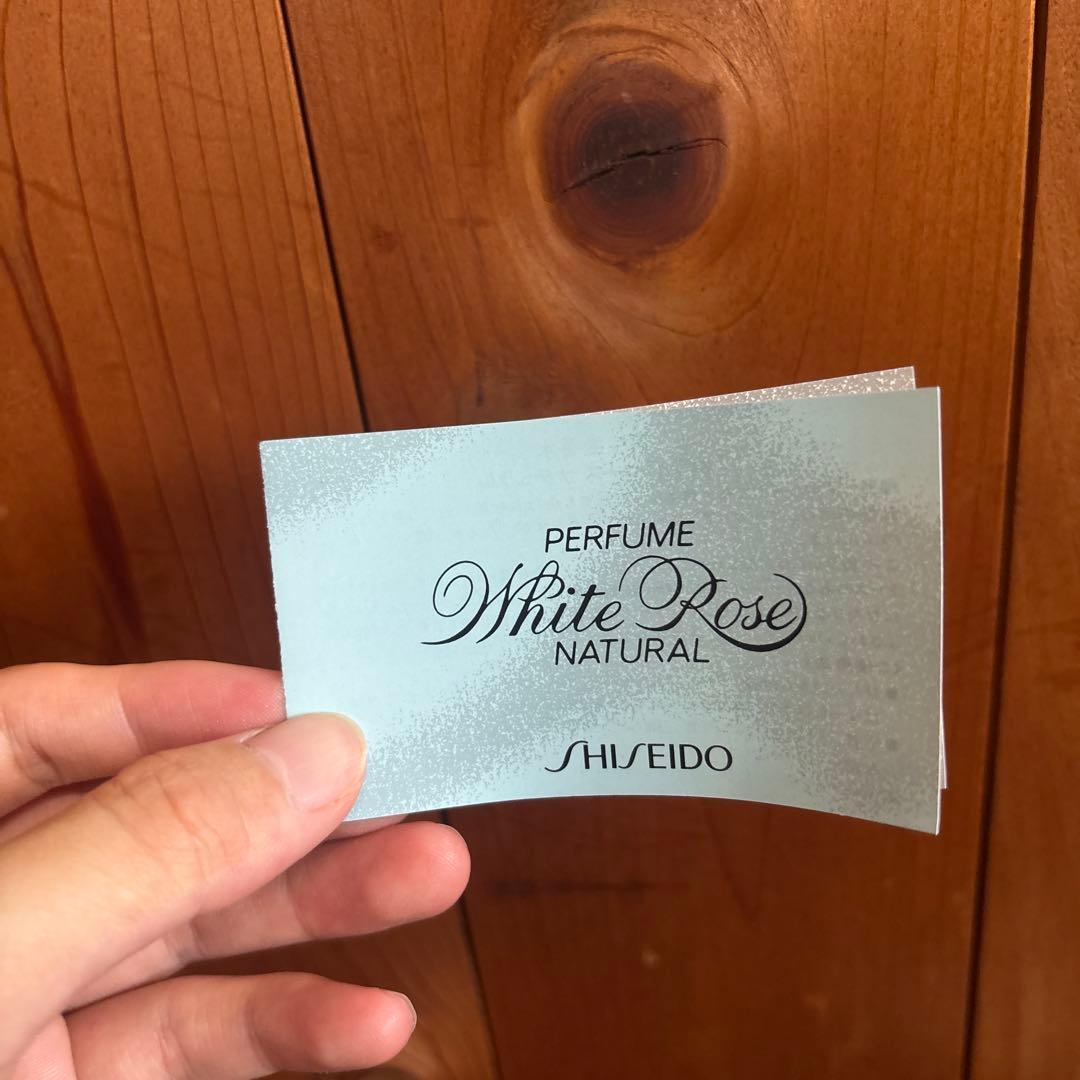 PERFUME
White Rose
NATURAL
SHISEIDO